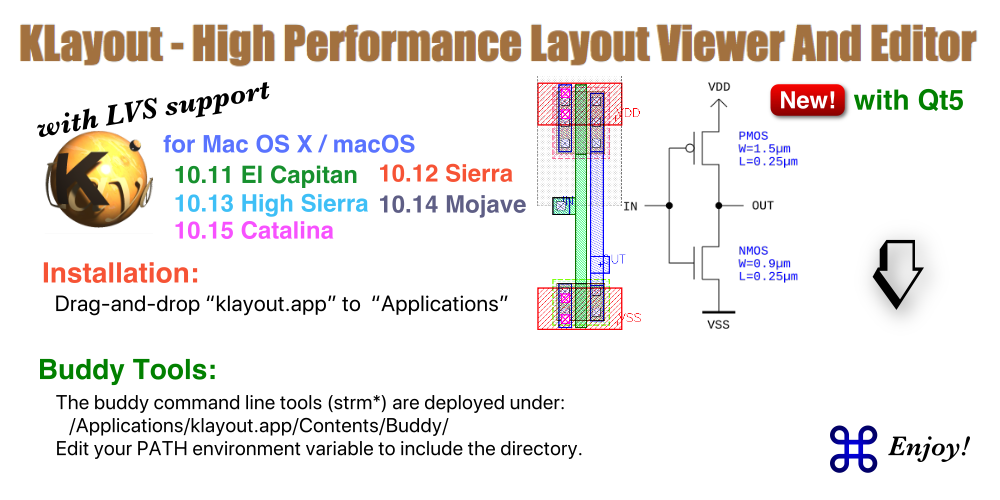 KLayout - High Performance Layout Viewer And Editor
with LVS support
New! with Qt5
for Mac OS X / macOS
10.11 El Capitan 10.12 Sierra
10.13 High Sierra 10.14 Mojave
10.15 Catalina
VDD
VDD
PMOS
W=1.5µm
L=0.25µm
IN
IN
OUT
UT
NMOS
W=0.9µm
L=0.25µm
VSS
VSS
Installation:
Drag-and-drop “klayout.app” to “Applications”
Buddy Tools:
The buddy command line tools (strm*) are deployed under:
/Applications/klayout.app/Contents/Buddy/
Edit your PATH environment variable to include the directory.
Enjoy!